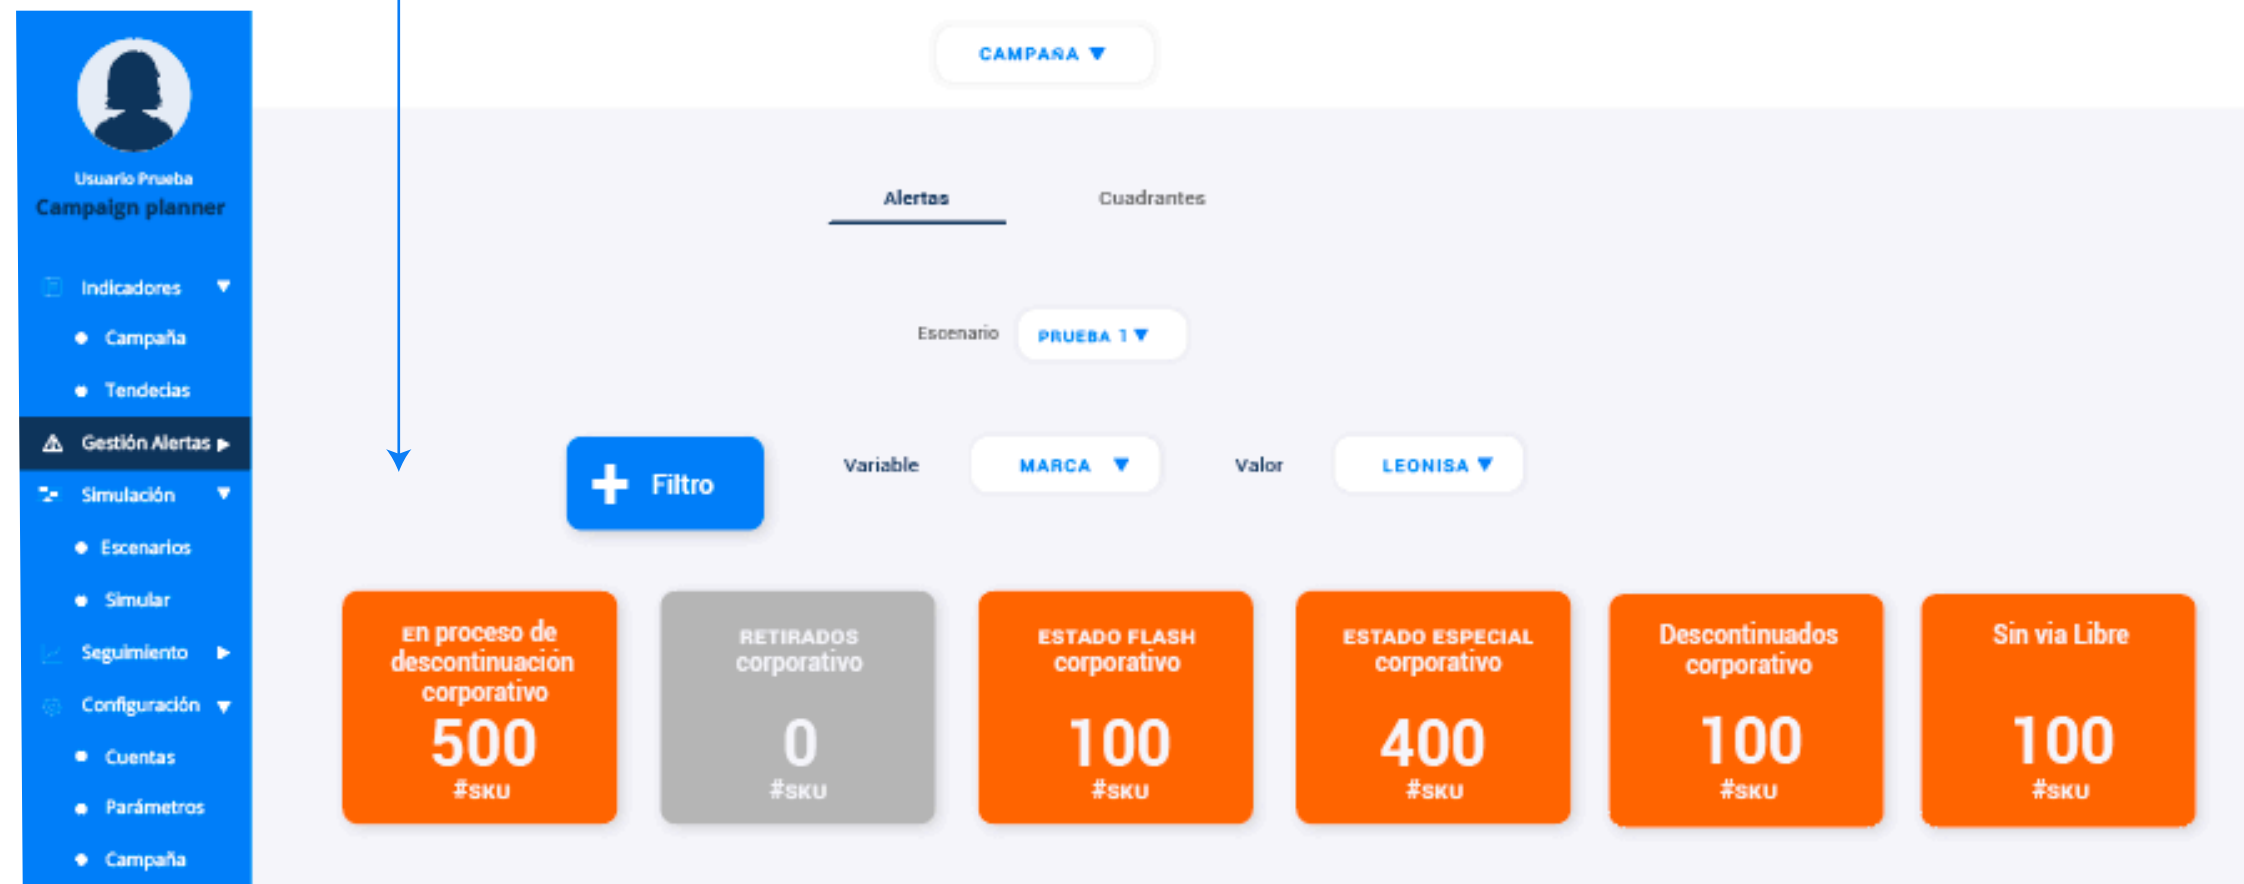 CAMPAÑA
Usuario Prueba
Campaign planner
Indicadores
Campaña
Tendecias
Gestión Alertas
Simulación
Escenarios
Simular
Seguimiento
Configuración
Cuentas
Parámetros
Campaña
Alertas Cuadrantes
Escenario PRUEBA 1
Filtro Variable MARCA Valor LEONISA
En proceso de
descontinuación
corporativo
500
#SKU
RETIRADOS
corporativo
0
#SKU
ESTADO FLASH
corporativo
100
#SKU
ESTADO ESPECIAL
corporativo
400
#SKU
Descontinuados
corporativo
100
#SKU
Sin via Libre
100
#SKU